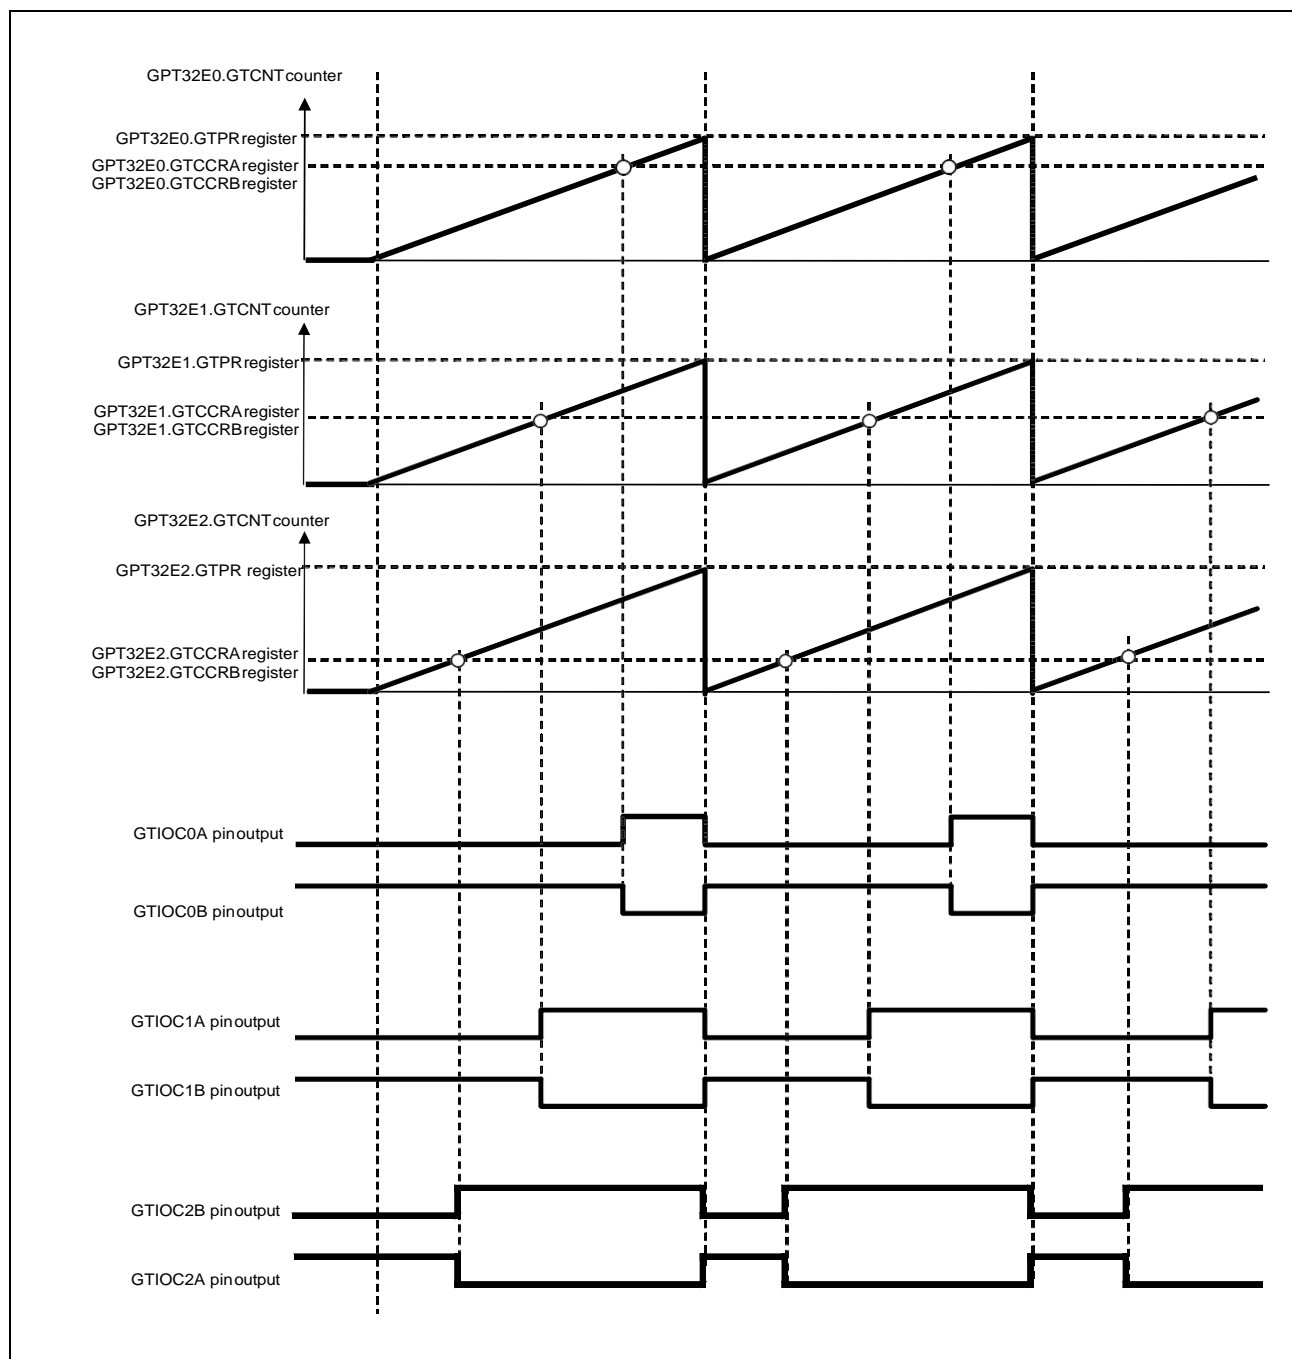 GPT32E0.GTCNT counter
GPT32E0.GTPR register
GPT32E0.GTCCRA register
GPT32E0.GTCCRB register
GPT32E1.GTCNT counter
GPT32E1.GTPR register
GPT32E1.GTCCRA register
GPT32E1.GTCCRB register
GPT32E2.GTCNT counter
GPT32E2.GTPR register
GPT32E2.GTCCRA register
GPT32E2.GTCCRB register
GTIOC0A pin output
GTIOC0B pin output
GTIOC1A pin output
GTIOC1B pin output
GTIOC2B pin output
GTIOC2A pin output